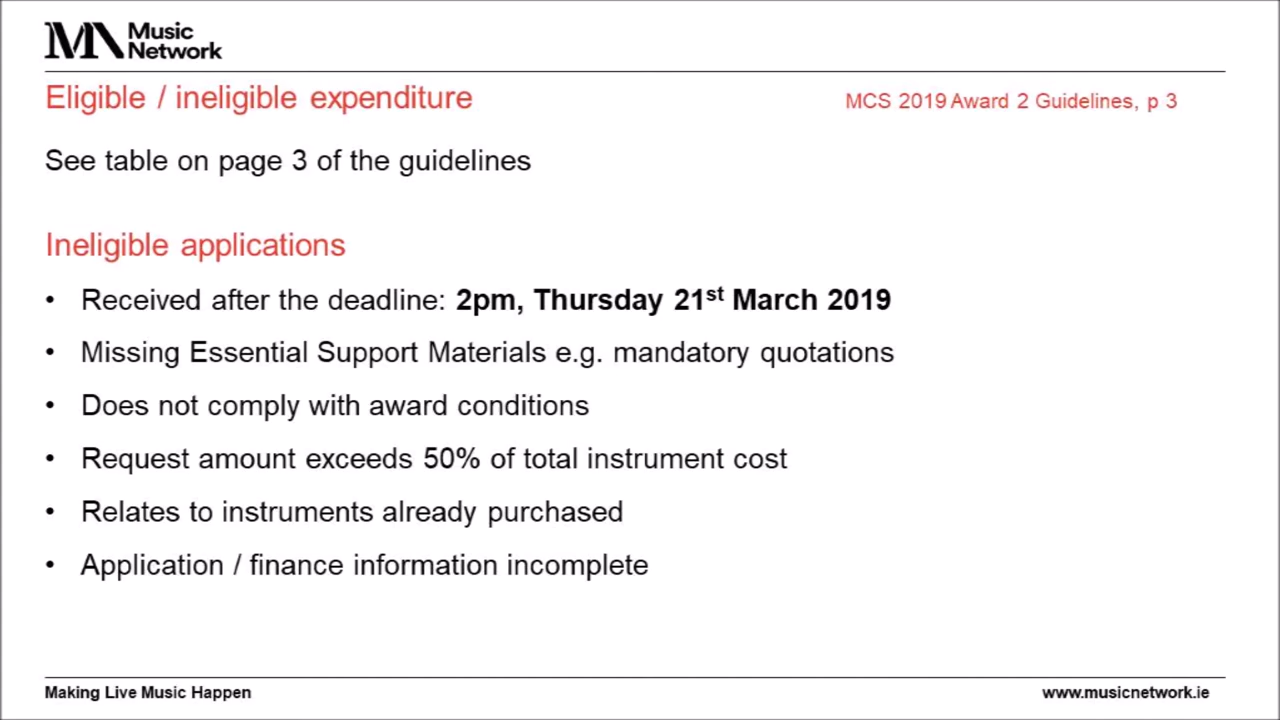 Music
Network
Eligible / ineligible expenditure
MCS 2019 Award 2 Guidelines, p 3
See table on page 3 of the guidelines
Ineligible applications
• Received after the deadline: 2pm, Thursday 21st March 2019
• Missing Essential Support Materials e.g. mandatory quotations
• Does not comply with award conditions
• Request amount exceeds 50% of total instrument cost
• Relates to instruments already purchased
• Application / finance information incomplete
Making Live Music Happen
www.musicnetwork.ie